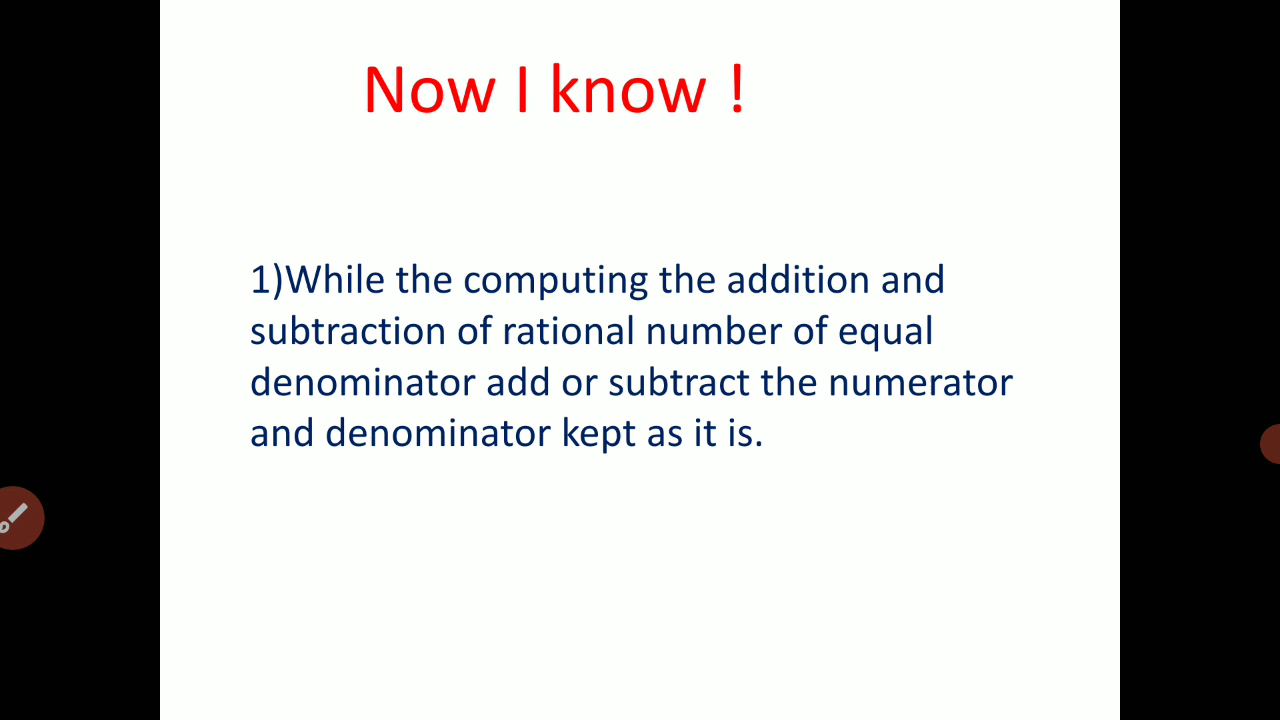 Now I know !
1)While the computing the addition and
subtraction of rational number of equal
denominator add or subtract the numerator
and denominator kept as it is.